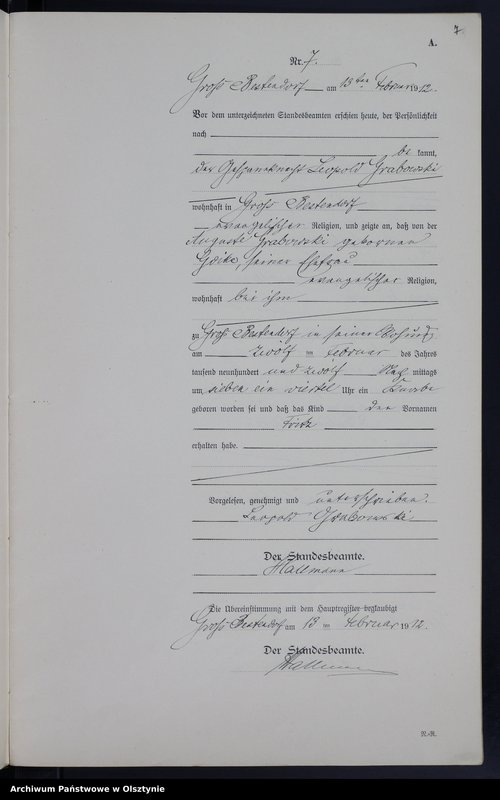 7
A.
Nr. 7.
Groß Bestendorf am 13ten Februar 1912.
Vor dem unterzeichneten Standesbeamten erschien heute, der Persönlichkeit
nach
be kannt,
der Gespannknecht Leopold Grabowski
wohnhaft in Groß Bestendorf
evangelischer Religion, und zeigte an, daß von der
Auguste Grabowski geborenen
seiner Ehefrau
evangelischer Religion,
wohnhaft bei ihm
zu Groß Bestendorf in seiner Wohnung
am zwölf ten Februar des Jahres
tausend neunhundert und zwölf Nach mittags
um sieben ein viertel Uhr ein Knabe
geboren worden sei und daß das Kind den Vornamen
Fritz
erhalten habe.
Vorgelesen, genehmigt und unterschrieben.
Leopold Grabowski
Der Standesbeamte.
Hallmann
Die Übereinstimmung mit dem Hauptregister beglaubigt
Groß Bestendorf am 13 ten Februar 1912.
Der Standesbeamte.
Hallmann
N.-R.
Archiwum Państwowe w Olsztynie